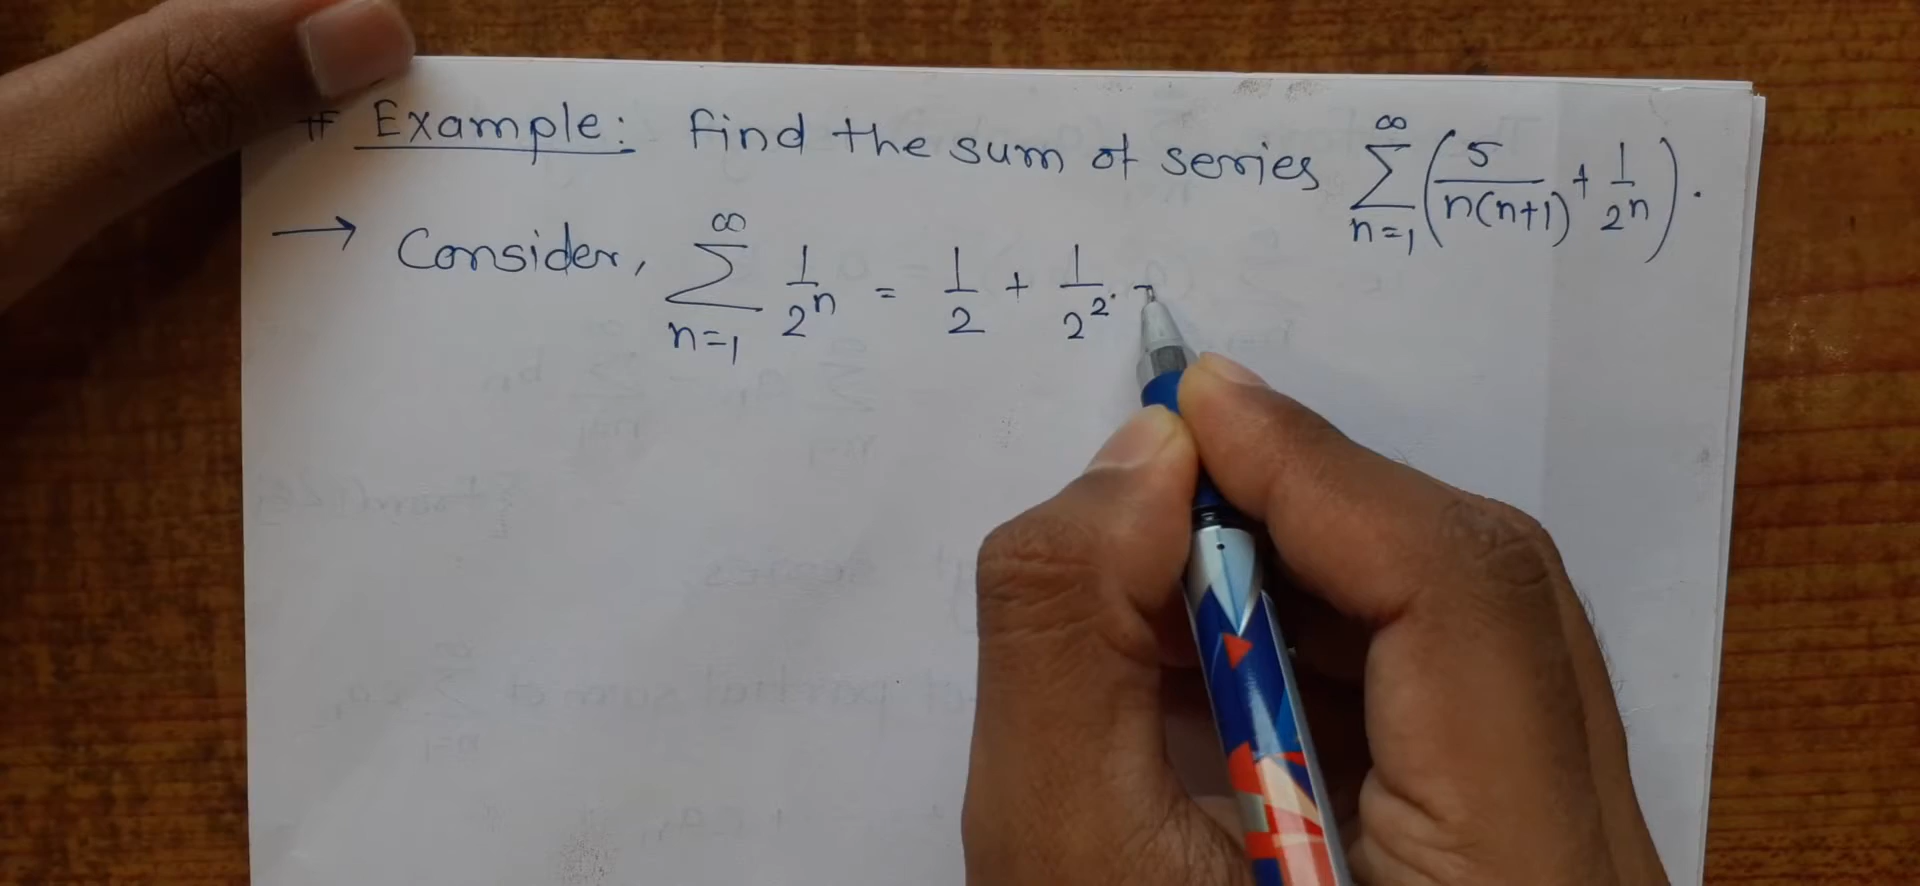 # Example: find the sum of series ∞∑n=1 (5/n(n+1) + 1/2^n).
→ Consider, ∞∑n=1 1/2^n = 1/2 + 1/2^2. -